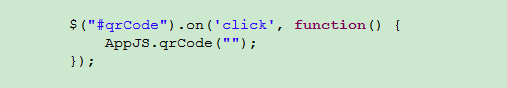 $("#qrCode").on('click', function() {
    AppJS.qrCode("");
});